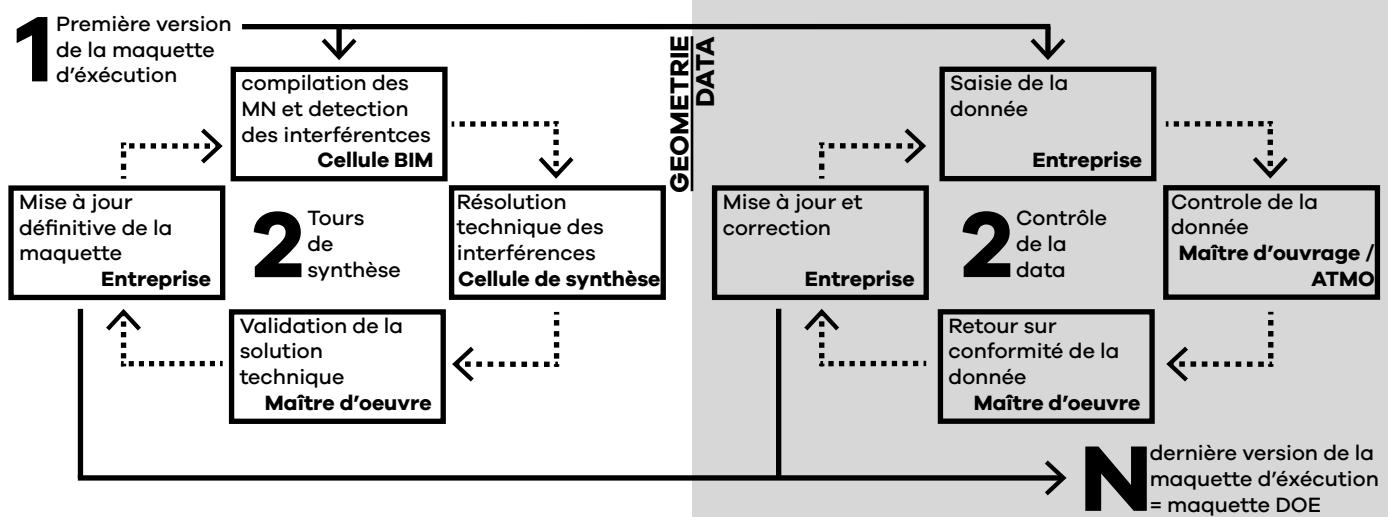 1
Première version
de la maquette
d'éxécution
compilation des
MN et detection
des interférentces
Cellule BIM
Résolution
technique des
interférences
Cellule de synthèse
Validation de la
solution
technique
Maître d'oeuvre
Mise à jour
définitive de la
maquette
Entreprise
2
Tours
de
synthèse
GEOMETRIE
DATA
Saisie de la
donnée
Entreprise
Controle de la
donnée
Maître d'ouvrage /
ATMO
Retour sur
conformité de la
donnée
Maître d'oeuvre
Mise à jour et
correction
Entreprise
2
Contrôle
de la
data
N
dernière version de la
maquette d'éxécution
= maquette DOE